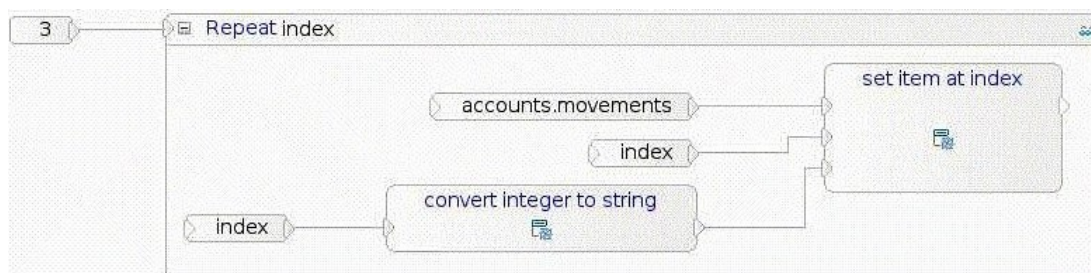 3
Repeat index
set item at index
accounts.movements
index
convert integer to string
index